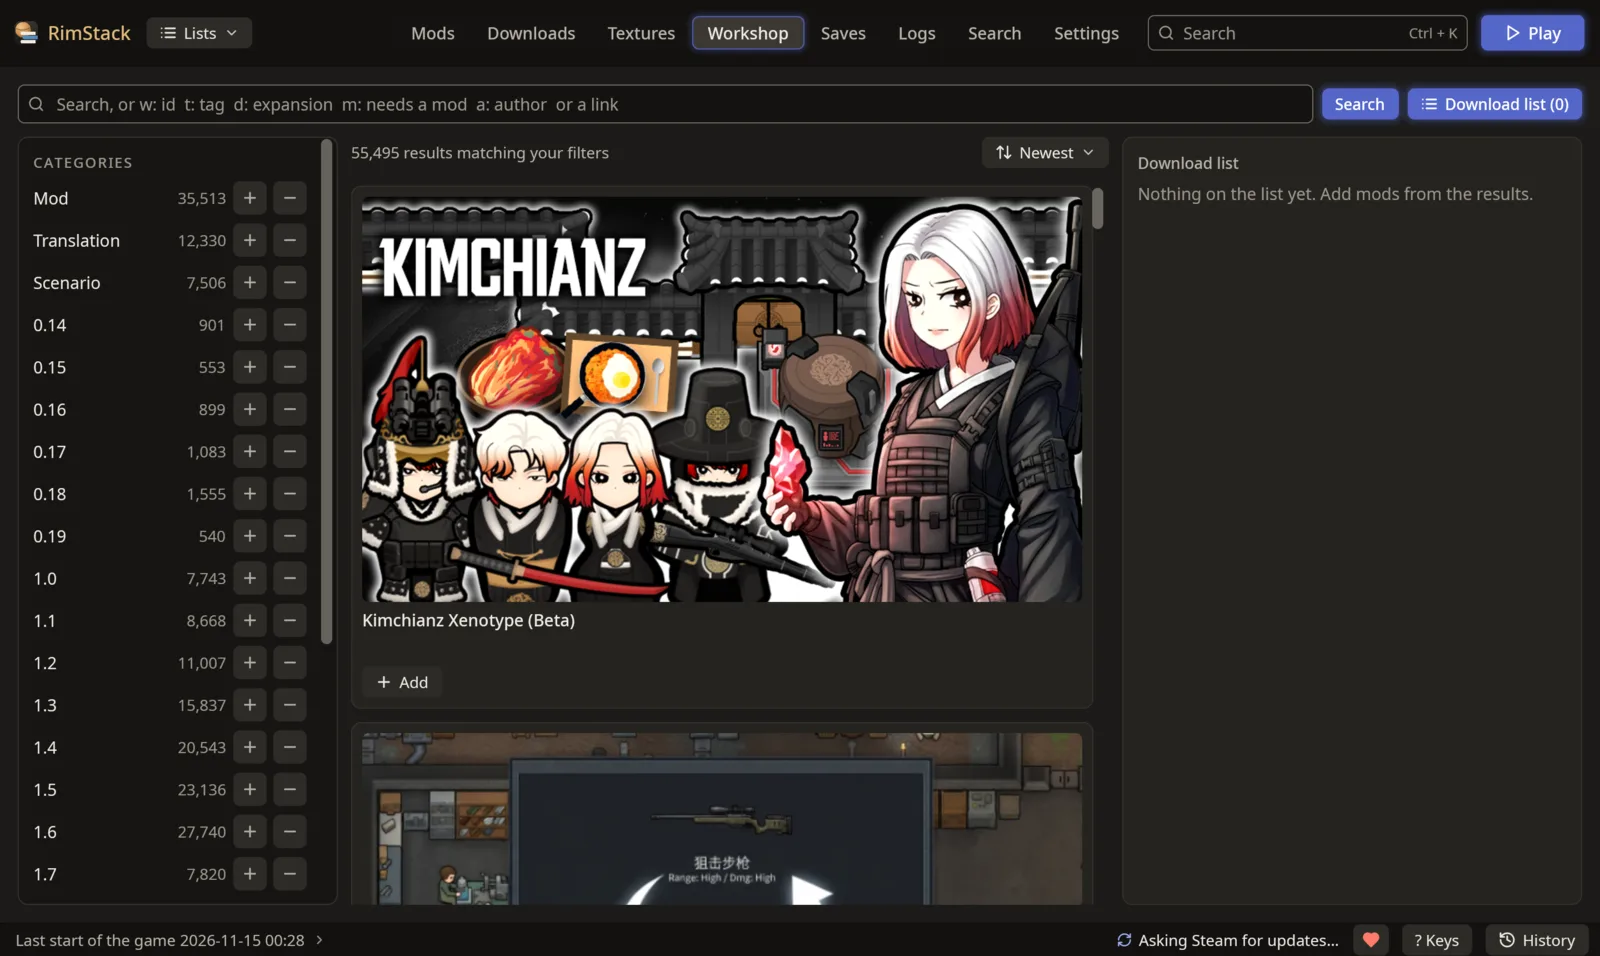 RimStack
Lists
Mods
Downloads
Textures
Workshop
Saves
Logs
Search
Settings
Search
Ctrl + K
Play
Search, or w: id t: tag d: expansion m: needs a mod a: author or a link
Search
Download list (0)
CATEGORIES
Mod 35,513 + −
Translation 12,330 + −
Scenario 7,506 + −
0.14 901 + −
0.15 553 + −
0.16 899 + −
0.17 1,083 + −
0.18 1,555 + −
0.19 540 + −
1.0 7,743 + −
1.1 8,668 + −
1.2 11,007 + −
1.3 15,837 + −
1.4 20,543 + −
1.5 23,136 + −
1.6 27,740 + −
1.7 7,820 + −
55,495 results matching your filters
Newest
KIMCHIANZ
Kimchianz Xenotype (Beta)
+ Add
狙击步枪
Range: High / Dmg: High
Download list
Nothing on the list yet. Add mods from the results.
Last start of the game 2026-11-15 00:28
Asking Steam for updates...
? Keys
History